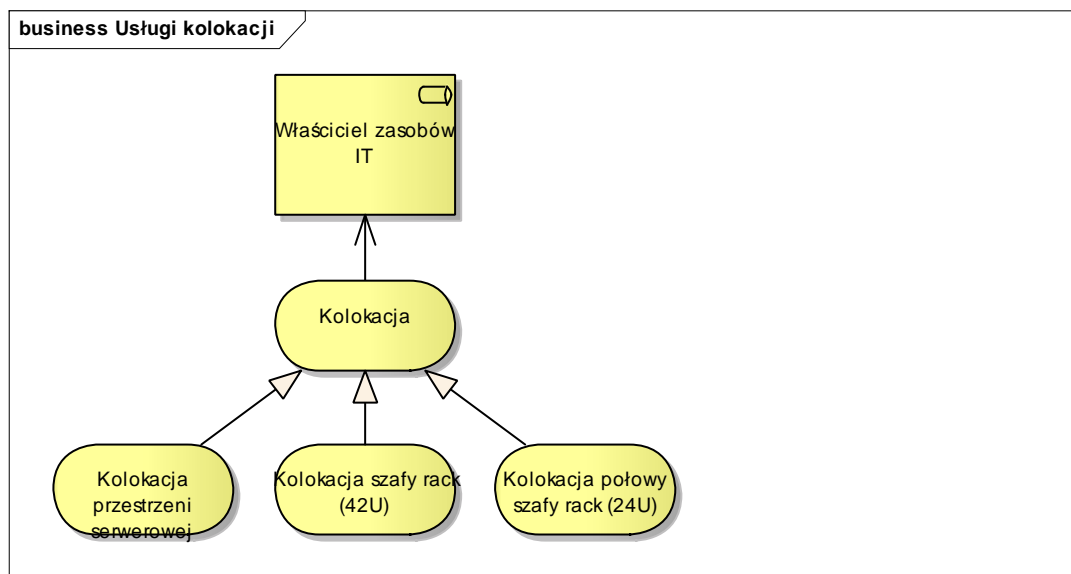 business Usługi kolokacji
Właściciel zasobów
IT
Kolokacja
Kolokacja
przestrzeni
serwerowej
Kolokacja szafy rack
(42U)
Kolokacja połowy
szafy rack (24U)